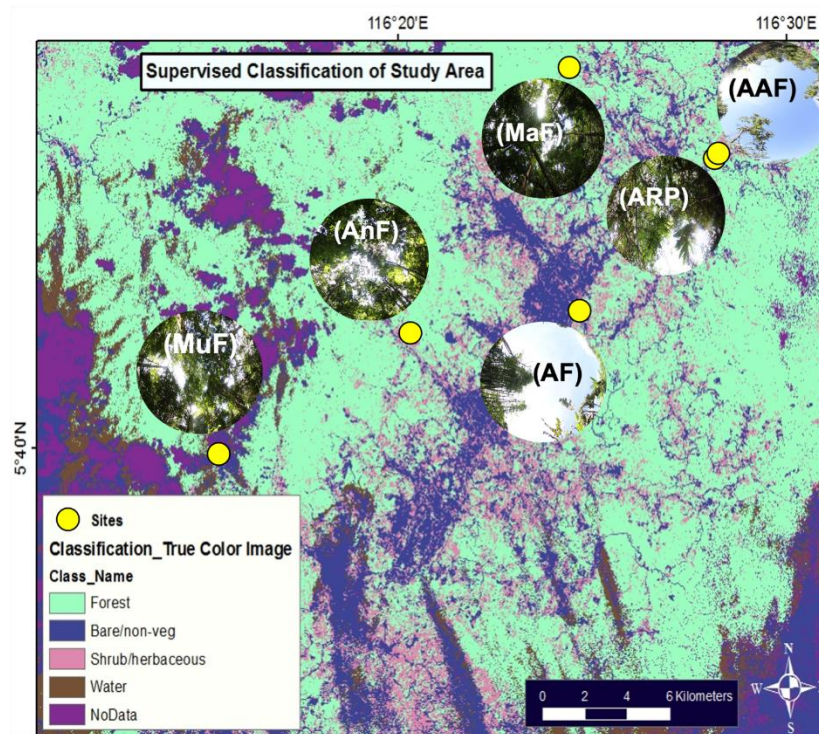 116°20'E
116°30'E
Supervised Classification of Study Area
(AAF)
(MaF)
(ARP)
(AnF)
(MuF)
(AF)
5°40'N
Sites
Classification_True Color Image
Class_Name
Forest
Bare/non-veg
Shrub/herbaceous
Water
NoData
0 2 4 6 Kilometers
N
W E
S